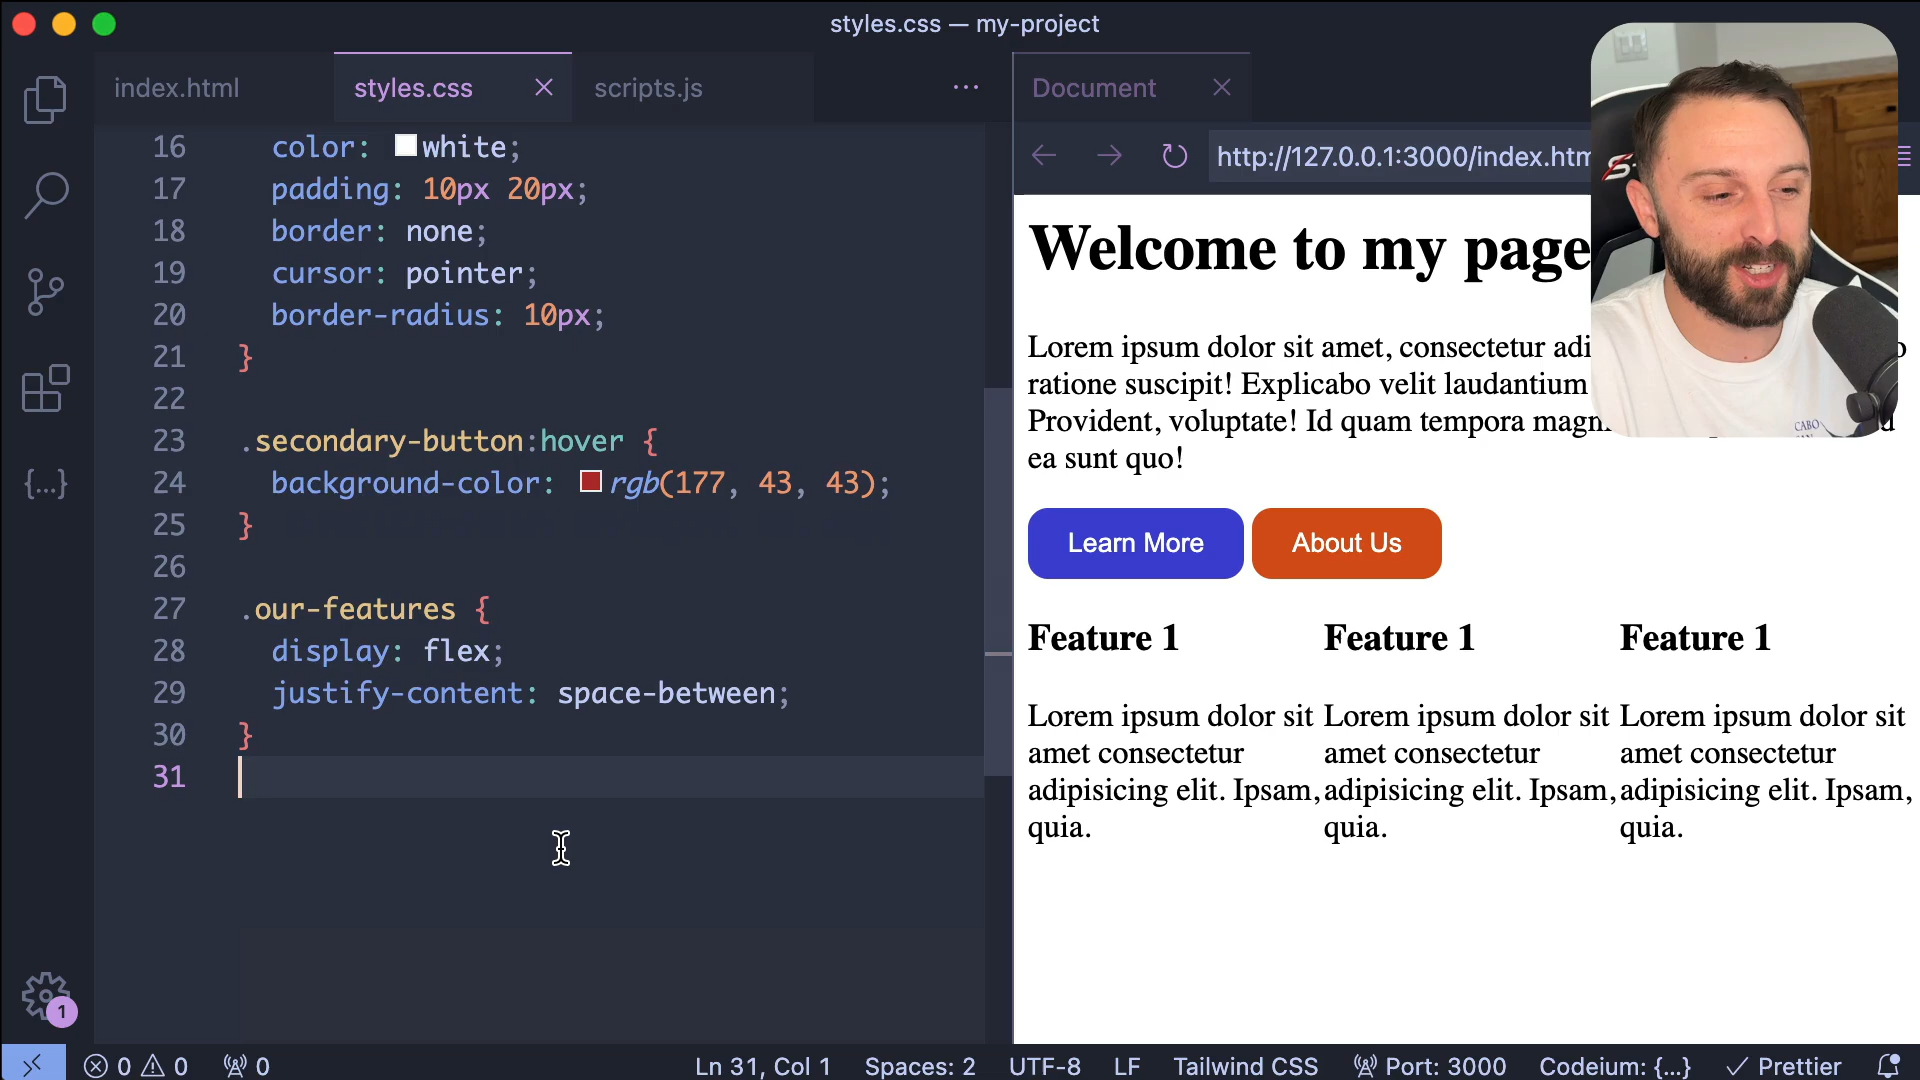 styles.css — my-project
index.html
styles.css
scripts.js
Document
http://127.0.0.1:3000/index.htm
16 color: white;
17 padding: 10px 20px;
18 border: none;
19 cursor: pointer;
20 border-radius: 10px;
21 }
22
23 .secondary-button:hover {
24 background-color: rgb(177, 43, 43);
25 }
26
27 .our-features {
28 display: flex;
29 justify-content: space-between;
30 }
31
Welcome to my page
Lorem ipsum dolor sit amet, consectetur adi
ratione suscipit! Explicabo velit laudantium
Provident, voluptate! Id quam tempora magn
ea sunt quo!
Learn More
About Us
Feature 1
Feature 1
Feature 1
Lorem ipsum dolor sit
amet consectetur
adipisicing elit. Ipsam,
quia.
Lorem ipsum dolor sit
amet consectetur
adipisicing elit. Ipsam,
quia.
Lorem ipsum dolor sit
amet consectetur
adipisicing elit. Ipsam,
quia.
CABO
1
0 0 0 Ln 31, Col 1 Spaces: 2 UTF-8 LF Tailwind CSS Port: 3000 Codeium: {...} Prettier